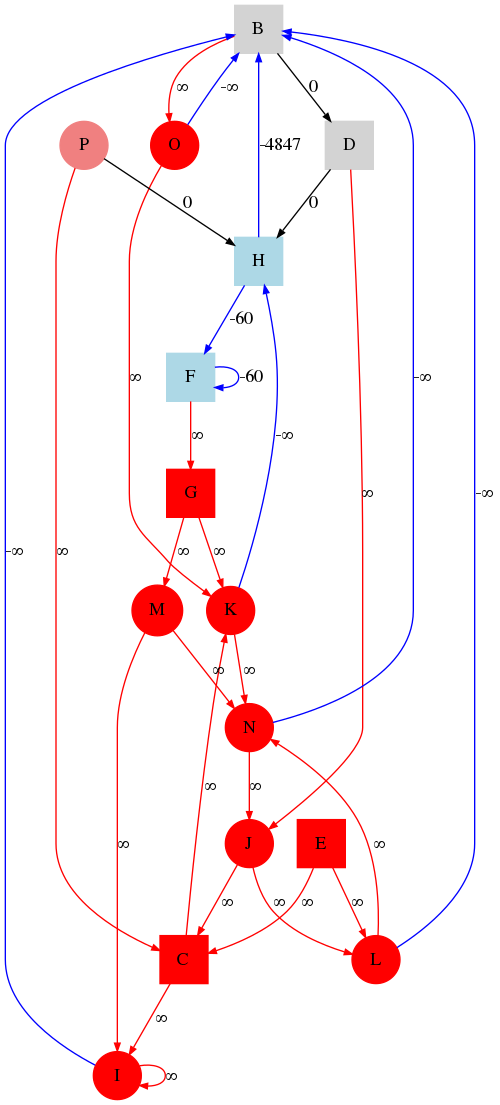 B
∞ -∞ 0
P O D
0 -4847 0
H
-60
F -60
∞ ∞ -∞ -∞
G
∞ -∞ -∞ ∞ ∞ ∞
M K
∞ ∞
N
∞ ∞
J E
∞ ∞ ∞
∞ ∞ ∞ ∞
C L
∞
I ∞